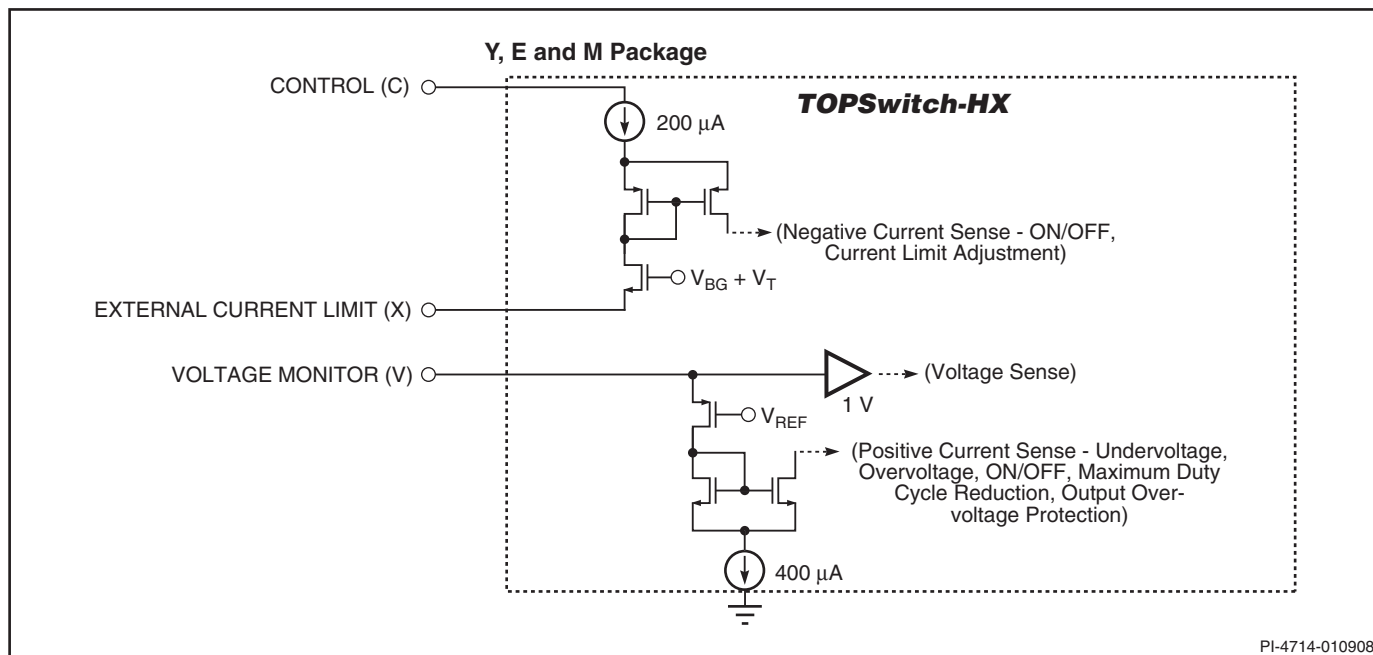 Y, E and M Package
CONTROL (C)
TOPSwitch-HX
200 μA
(Negative Current Sense - ON/OFF,
Current Limit Adjustment)
V_BG + V_T
EXTERNAL CURRENT LIMIT (X)
VOLTAGE MONITOR (V)
(Voltage Sense)
1 V
V_REF
(Positive Current Sense - Undervoltage,
Overvoltage, ON/OFF, Maximum Duty
Cycle Reduction, Output Over-
voltage Protection)
400 μA
PI-4714-010908